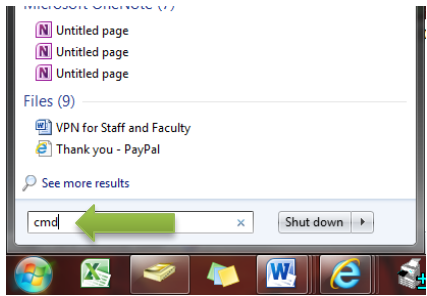 Microsoft OneNote (7)
Untitled page
Untitled page
Untitled page
Files (9)
VPN for Staff and Faculty
Thank you - PayPal
See more results
cmd
Shut down